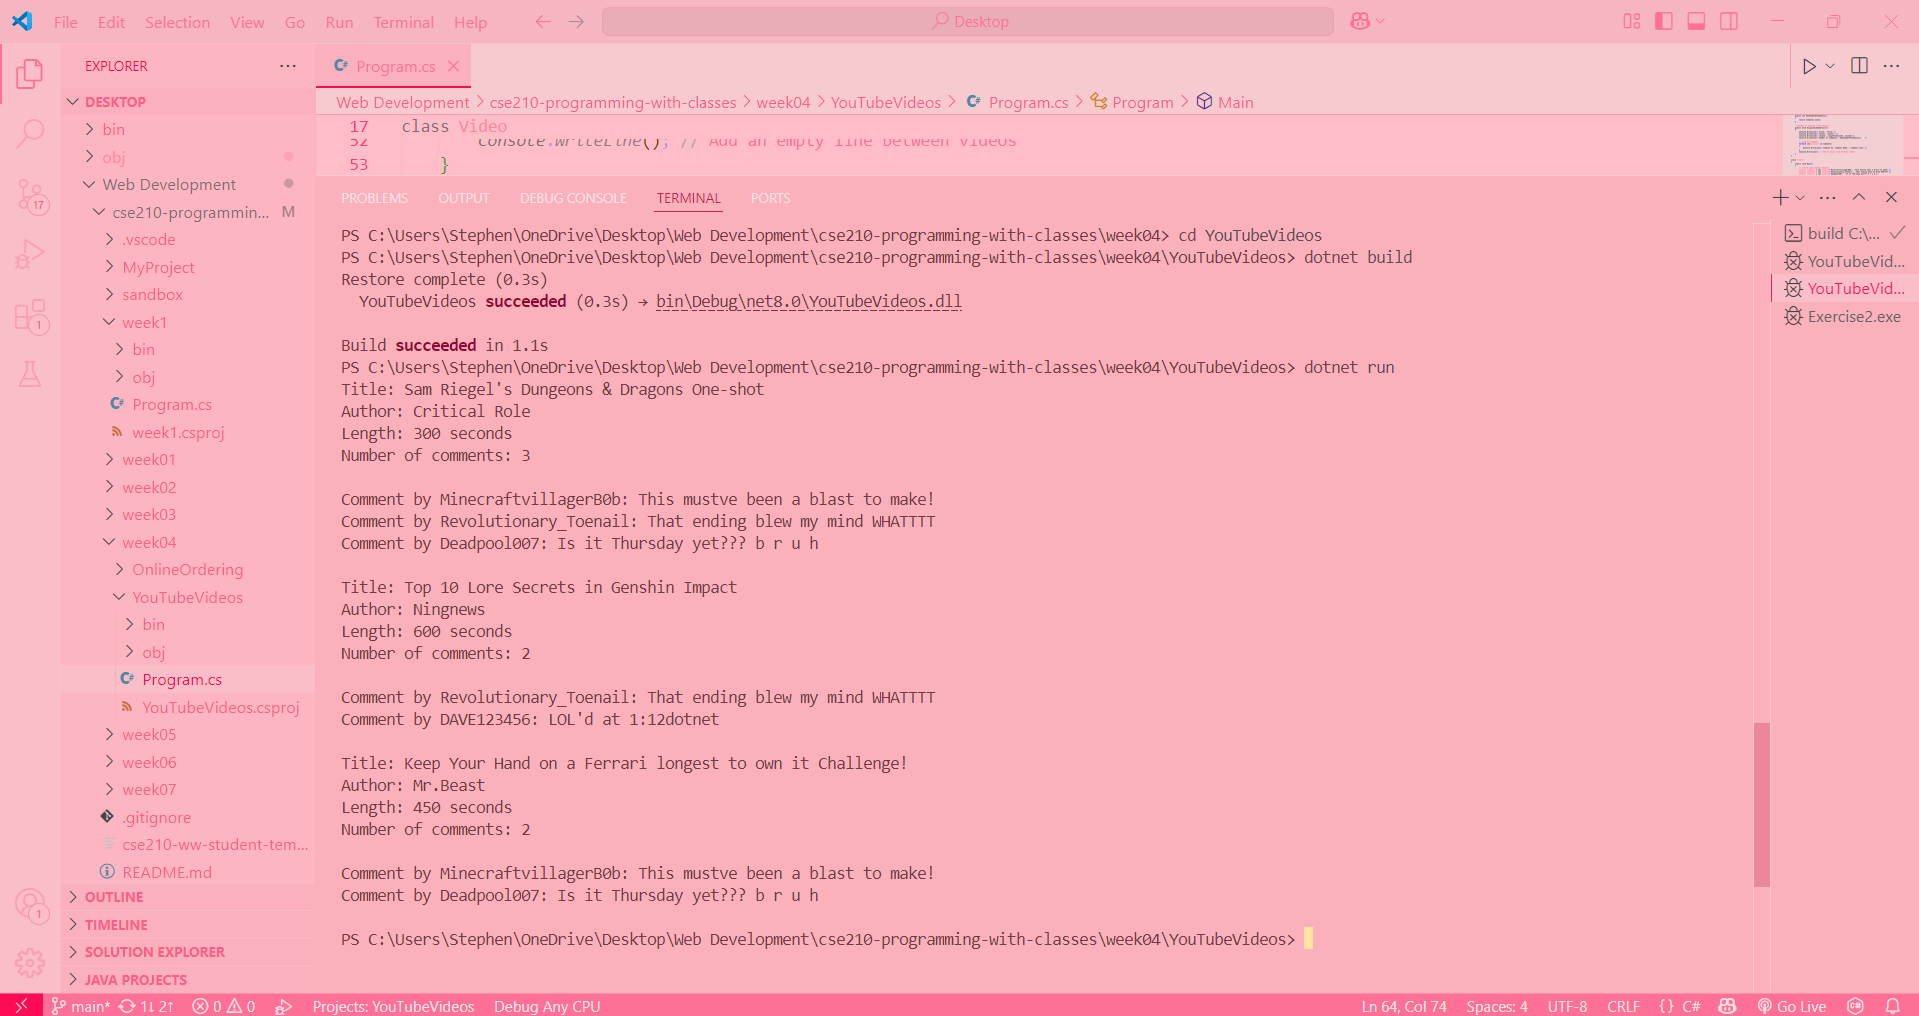 File Edit Selection View Go Run Terminal Help
Desktop
EXPLORER
DESKTOP
bin
obj
Web Development
cse210-programmin... M
.vscode
MyProject
sandbox
week1
bin
obj
Program.cs
week1.csproj
week01
week02
week03
week04
OnlineOrdering
YouTubeVideos
bin
obj
Program.cs
YouTubeVideos.csproj
week05
week06
week07
.gitignore
cse210-ww-student-tem...
README.md
OUTLINE
TIMELINE
SOLUTION EXPLORER
JAVA PROJECTS
17
1
1
Program.cs
Web Development > cse210-programming-with-classes > week04 > YouTubeVideos > Program.cs > Program > Main
17 class Video
52 Console.WriteLine(); // Add an empty line between videos
53 }
PROBLEMS OUTPUT DEBUG CONSOLE TERMINAL PORTS
PS C:\Users\Stephen\OneDrive\Desktop\Web Development\cse210-programming-with-classes\week04> cd YouTubeVideos
PS C:\Users\Stephen\OneDrive\Desktop\Web Development\cse210-programming-with-classes\week04\YouTubeVideos> dotnet build
Restore complete (0.3s)
YouTubeVideos succeeded (0.3s) → bin\Debug\net8.0\YouTubeVideos.dll
Build succeeded in 1.1s
PS C:\Users\Stephen\OneDrive\Desktop\Web Development\cse210-programming-with-classes\week04\YouTubeVideos> dotnet run
Title: Sam Riegel's Dungeons & Dragons One-shot
Author: Critical Role
Length: 300 seconds
Number of comments: 3
Comment by MinecraftvillagerB0b: This mustve been a blast to make!
Comment by Revolutionary_Toenail: That ending blew my mind WHATTTT
Comment by Deadpool007: Is it Thursday yet??? b r u h
Title: Top 10 Lore Secrets in Genshin Impact
Author: Ningnews
Length: 600 seconds
Number of comments: 2
Comment by Revolutionary_Toenail: That ending blew my mind WHATTTT
Comment by DAVE123456: LOL'd at 1:12dotnet
Title: Keep Your Hand on a Ferrari longest to own it Challenge!
Author: Mr.Beast
Length: 450 seconds
Number of comments: 2
Comment by MinecraftvillagerB0b: This mustve been a blast to make!
Comment by Deadpool007: Is it Thursday yet??? b r u h
PS C:\Users\Stephen\OneDrive\Desktop\Web Development\cse210-programming-with-classes\week04\YouTubeVideos>
build C:\...
YouTubeVid...
YouTubeVid...
Exercise2.exe
main* 1↓ 2↑ 0 0 Projects: YouTubeVideos Debug Any CPU Ln 64, Col 74 Spaces: 4 UTF-8 CRLF {} C# Go Live